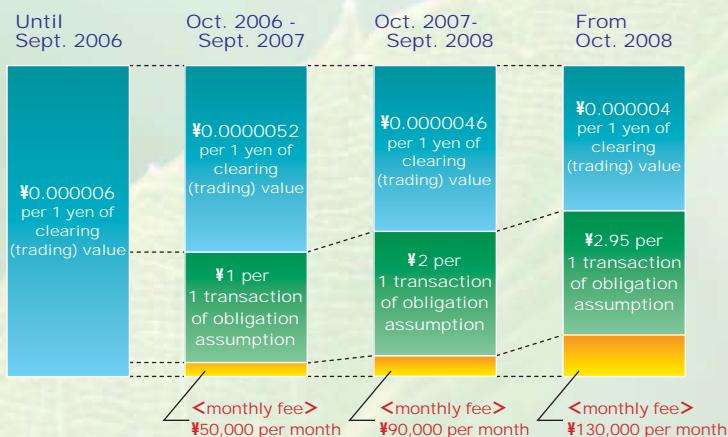 Until
Sept. 2006
Oct. 2006 -
Sept. 2007
Oct. 2007-
Sept. 2008
From
Oct. 2008
¥0.000006
per 1 yen of
clearing
(trading) value
¥0.0000052
per 1 yen of
clearing
(trading) value
¥1 per
1 transaction
of obligation
assumption
<monthly fee>
¥50,000 per month
¥0.0000046
per 1 yen of
clearing
(trading) value
¥2 per
1 transaction
of obligation
assumption
<monthly fee>
¥90,000 per month
¥0.000004
per 1 yen of
clearing
(trading) value
¥2.95 per
1 transaction
of obligation
assumption
<monthly fee>
¥130,000 per month